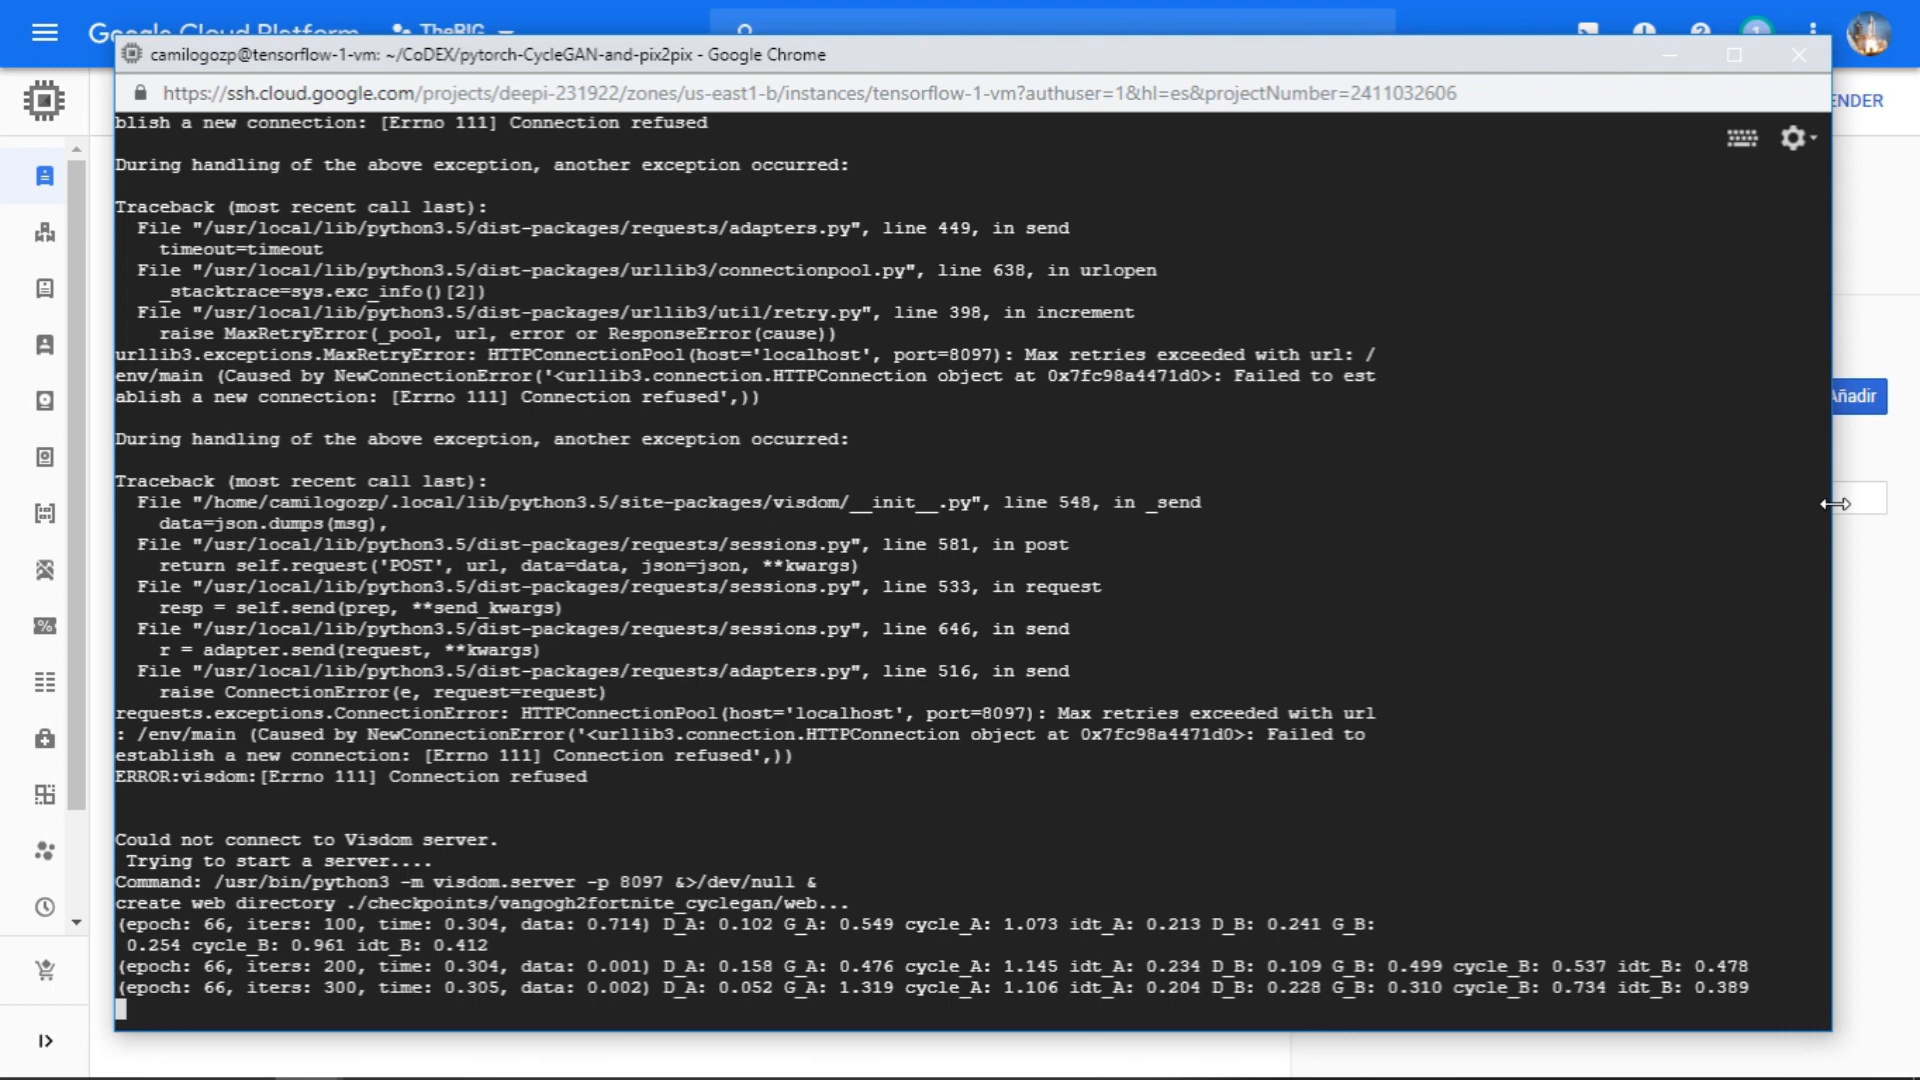 camilogozp@tensorflow-1-vm: ~/CoDEX/pytorch-CycleGAN-and-pix2pix - Google Chrome
https://ssh.cloud.google.com/projects/deepi-231922/zones/us-east1-b/instances/tensorflow-1-vm?authuser=1&hl=es&projectNumber=2411032606
ENDER
Añadir
blish a new connection: [Errno 111] Connection refused
During handling of the above exception, another exception occurred:
Traceback (most recent call last):
  File "/usr/local/lib/python3.5/dist-packages/requests/adapters.py", line 449, in send
    timeout=timeout
  File "/usr/local/lib/python3.5/dist-packages/urllib3/connectionpool.py", line 638, in urlopen
    _stacktrace=sys.exc_info()[2])
  File "/usr/local/lib/python3.5/dist-packages/urllib3/util/retry.py", line 398, in increment
    raise MaxRetryError(_pool, url, error or ResponseError(cause))
urllib3.exceptions.MaxRetryError: HTTPConnectionPool(host='localhost', port=8097): Max retries exceeded with url: /
env/main (Caused by NewConnectionError('<urllib3.connection.HTTPConnection object at 0x7fc98a4471d0>: Failed to est
ablish a new connection: [Errno 111] Connection refused',))
During handling of the above exception, another exception occurred:
Traceback (most recent call last):
  File "/home/camilogozp/.local/lib/python3.5/site-packages/visdom/__init__.py", line 548, in _send
    data=json.dumps(msg),
  File "/usr/local/lib/python3.5/dist-packages/requests/sessions.py", line 581, in post
    return self.request('POST', url, data=data, json=json, **kwargs)
  File "/usr/local/lib/python3.5/dist-packages/requests/sessions.py", line 533, in request
    resp = self.send(prep, **send_kwargs)
  File "/usr/local/lib/python3.5/dist-packages/requests/sessions.py", line 646, in send
    r = adapter.send(request, **kwargs)
  File "/usr/local/lib/python3.5/dist-packages/requests/adapters.py", line 516, in send
    raise ConnectionError(e, request=request)
requests.exceptions.ConnectionError: HTTPConnectionPool(host='localhost', port=8097): Max retries exceeded with url
: /env/main (Caused by NewConnectionError('<urllib3.connection.HTTPConnection object at 0x7fc98a4471d0>: Failed to
establish a new connection: [Errno 111] Connection refused',))
ERROR:visdom:[Errno 111] Connection refused
Could not connect to Visdom server.
 Trying to start a server....
Command: /usr/bin/python3 -m visdom.server -p 8097 &>/dev/null &
create web directory ./checkpoints/vangogh2fortnite_cyclegan/web...
(epoch: 66, iters: 100, time: 0.304, data: 0.714) D_A: 0.102 G_A: 0.549 cycle_A: 1.073 idt_A: 0.213 D_B: 0.241 G_B:
 0.254 cycle_B: 0.961 idt_B: 0.412
(epoch: 66, iters: 200, time: 0.304, data: 0.001) D_A: 0.158 G_A: 0.476 cycle_A: 1.145 idt_A: 0.234 D_B: 0.109 G_B: 0.499 cycle_B: 0.537 idt_B: 0.478
(epoch: 66, iters: 300, time: 0.305, data: 0.002) D_A: 0.052 G_A: 1.319 cycle_A: 1.106 idt_A: 0.204 D_B: 0.228 G_B: 0.310 cycle_B: 0.734 idt_B: 0.389